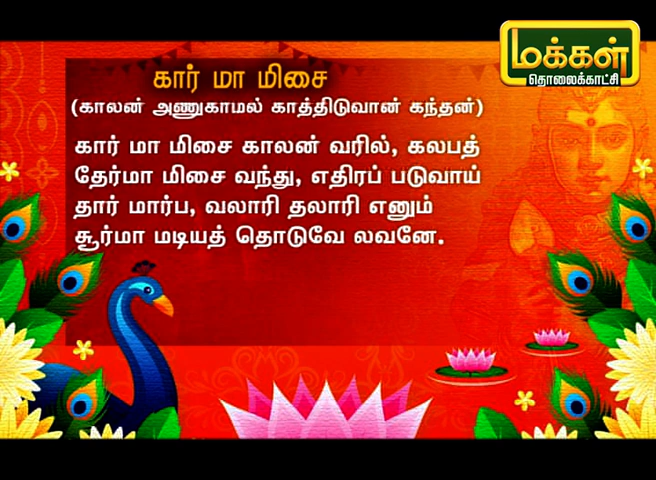 மக்கள்
தொலைக்காட்சி
கார் மா மிசை
(காலன் அணுகாமல் காத்திடுவான் கந்தன்)
கார் மா மிசை காலன் வரில், கலபத்
தேர்மா மிசை வந்து, எதிரப் படுவாய்
தார் மார்ப, வலாரி தலாரி எனும்
சூர்மா மடியத் தொடுவே லவனே.